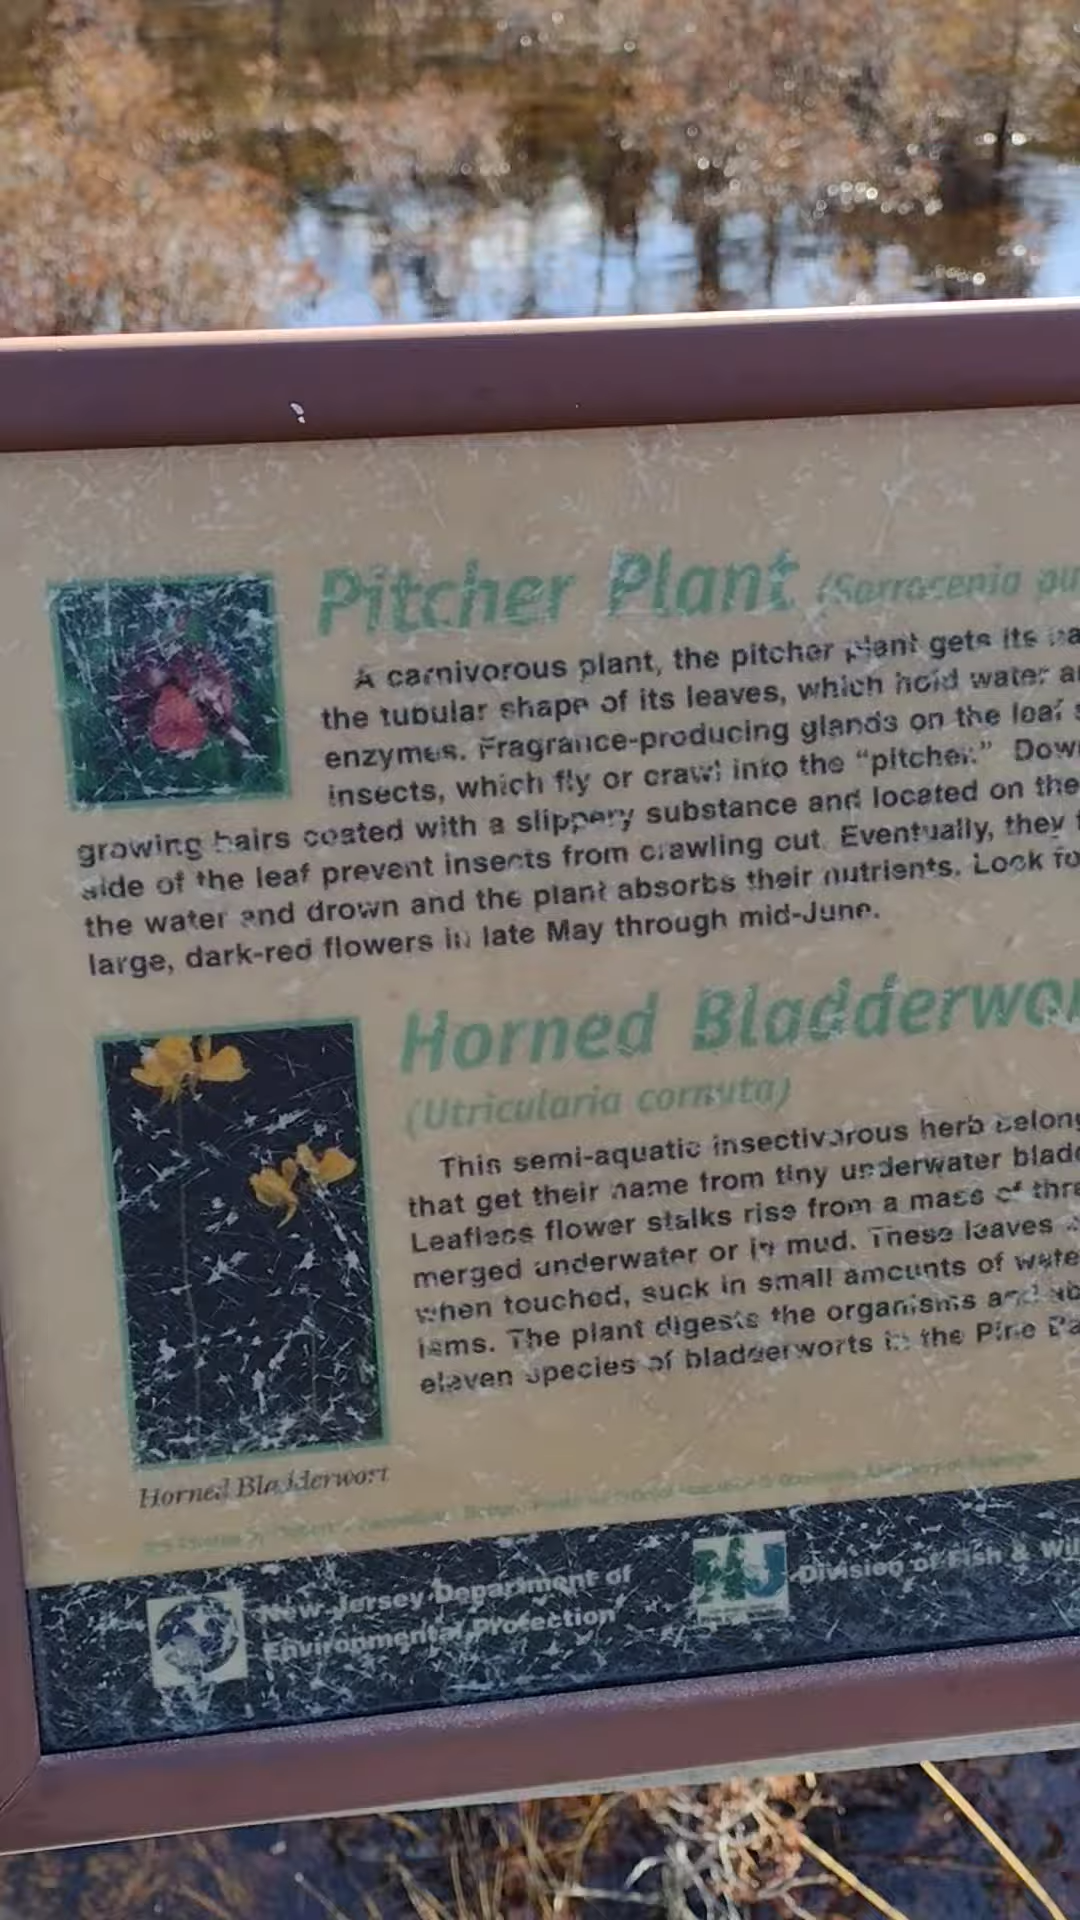 Pitcher Plant (Sarracenia pu
A carnivorous plant, the pitcher plant gets its na
the tubular shape of its leaves, which hold water a
enzymes. Fragrance-producing glands on the leaf s
insects, which fly or crawl into the “pitcher.” Dow
growing hairs coated with a slippery substance and located on the
side of the leaf prevent insects from crawling out. Eventually, they
the water and drown and the plant absorbs their nutrients. Look fo
large, dark-red flowers in late May through mid-June.
Horned Bladderwor
(Utricularia cornuta)
This semi-aquatic insectivorous herb belong
that get their name from tiny underwater bladd
Leafless flower stalks rise from a mass of thre
merged underwater or in mud. These leaves
when touched, suck in small amounts of wate
isms. The plant digests the organisms and ab
eleven species of bladderworts in the Pine Ba
Horned Bladderwort
New Jersey Department of
Environmental Protection
NJ
Division of Fish & Wil